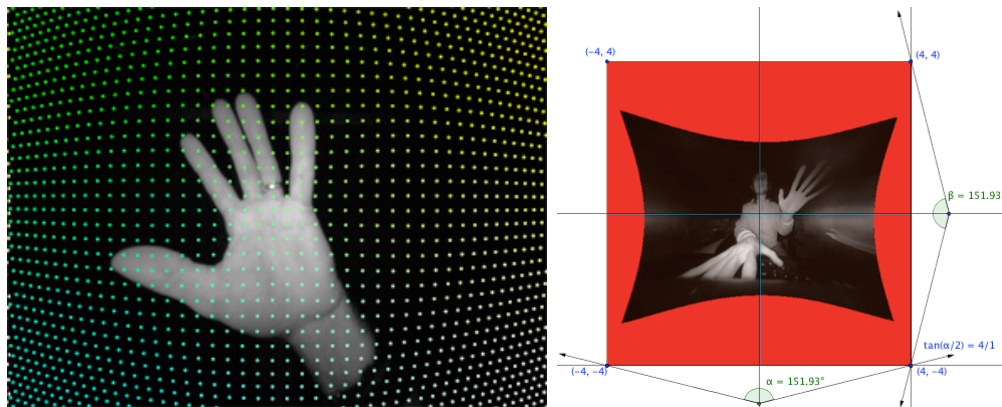 (−4, 4)
(4, 4)
β = 151.93
tan(α/2) = 4/1
(−4, −4)
(4, −4)
α = 151.93°